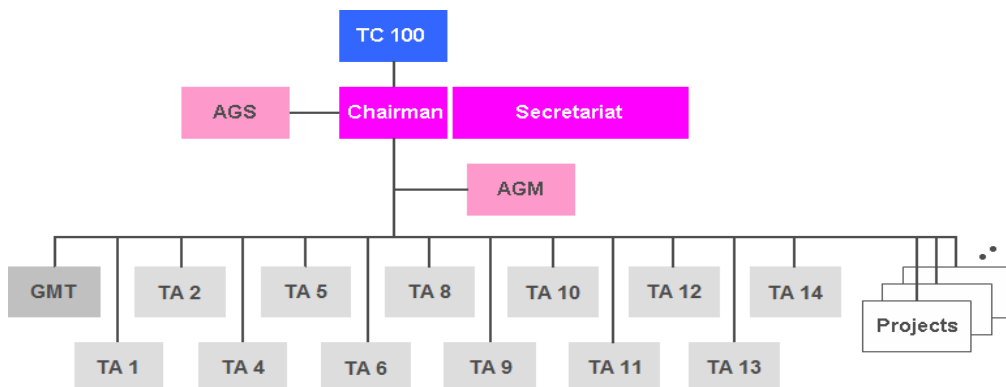 TC 100
AGS
Chairman
Secretariat
AGM
GMT
TA 2
TA 5
TA 8
TA 10
TA 12
TA 14
Projects
TA 1
TA 4
TA 6
TA 9
TA 11
TA 13